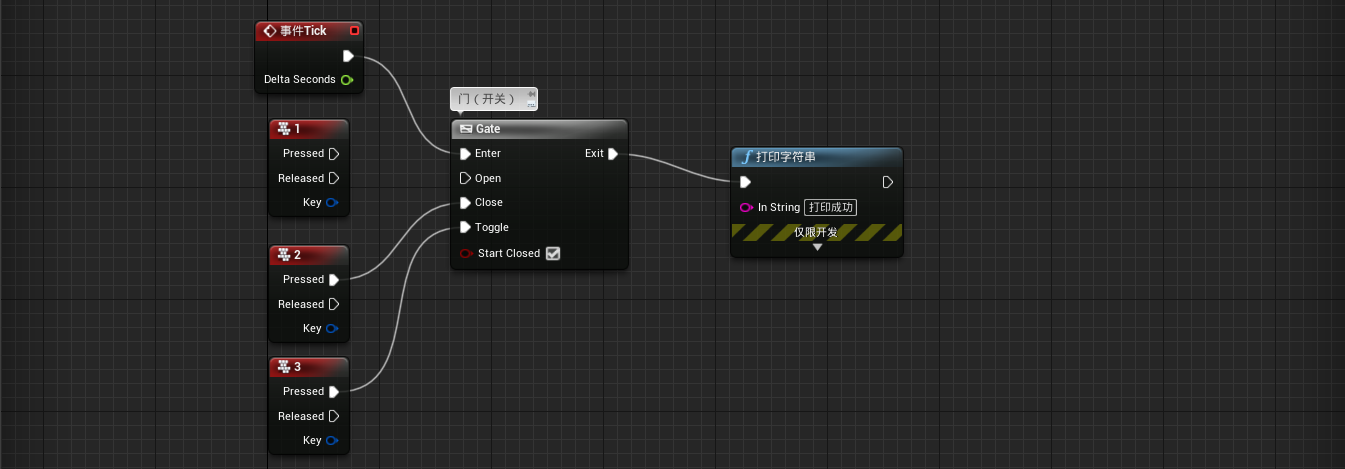 事件Tick
Delta Seconds
1
Pressed
Released
Key
2
Pressed
Released
Key
3
Pressed
Released
Key
门（开关）
Gate
Enter
Exit
Open
Close
Toggle
Start Closed
f 打印字符串
In String 打印成功
仅限开发